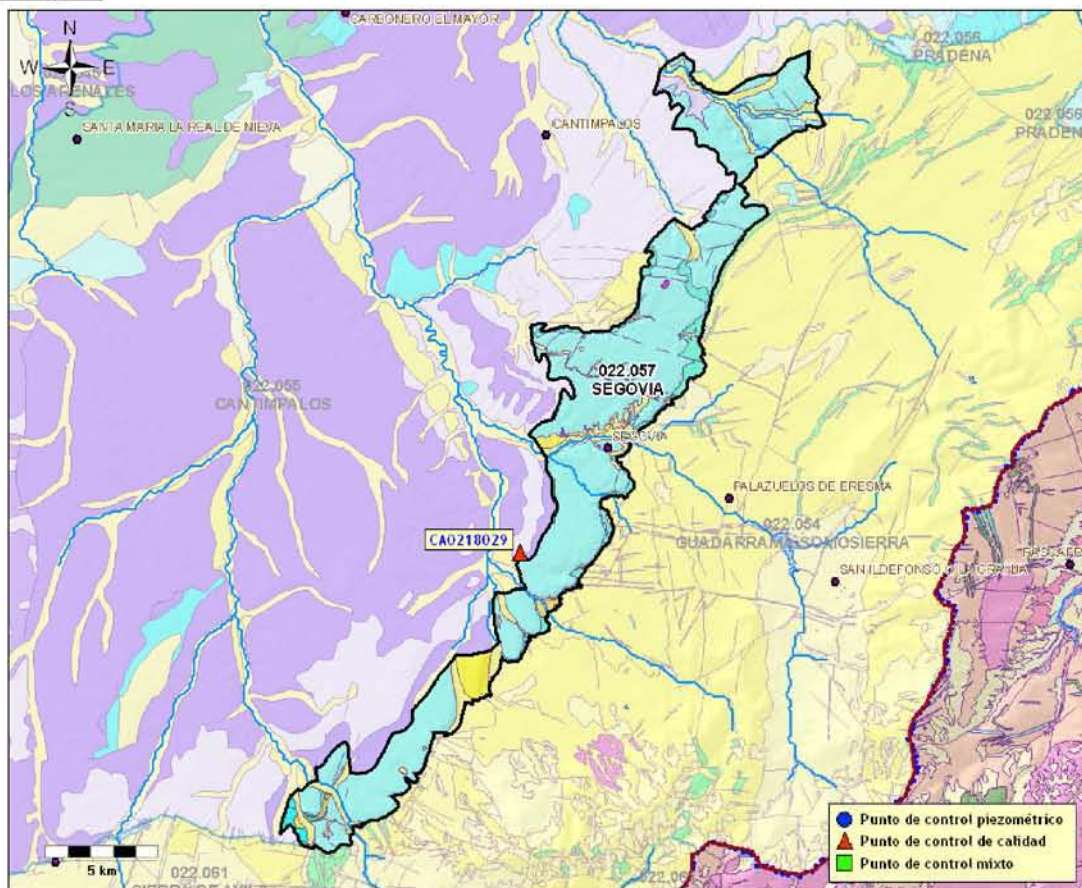 CARBONERO EL MAYOR
N
W E
S
LOS ARENALES
022.056
PRADENA
SANTA MARIA LA REAL DE NIEVA
CANTIMPALOS
022.056
PRADENA
022.057
SEGOVIA
022.055
CANTIMPALOS
SEGOVIA
PALAZUELOS DE ERESMA
CA0218029
022.054
GUADARRAMA-SOMOSIERRA
SAN ILDEFONSO O LA GRANJA
5 km
022.061
Punto de control piezométrico
Punto de control de calidad
Punto de control mixto